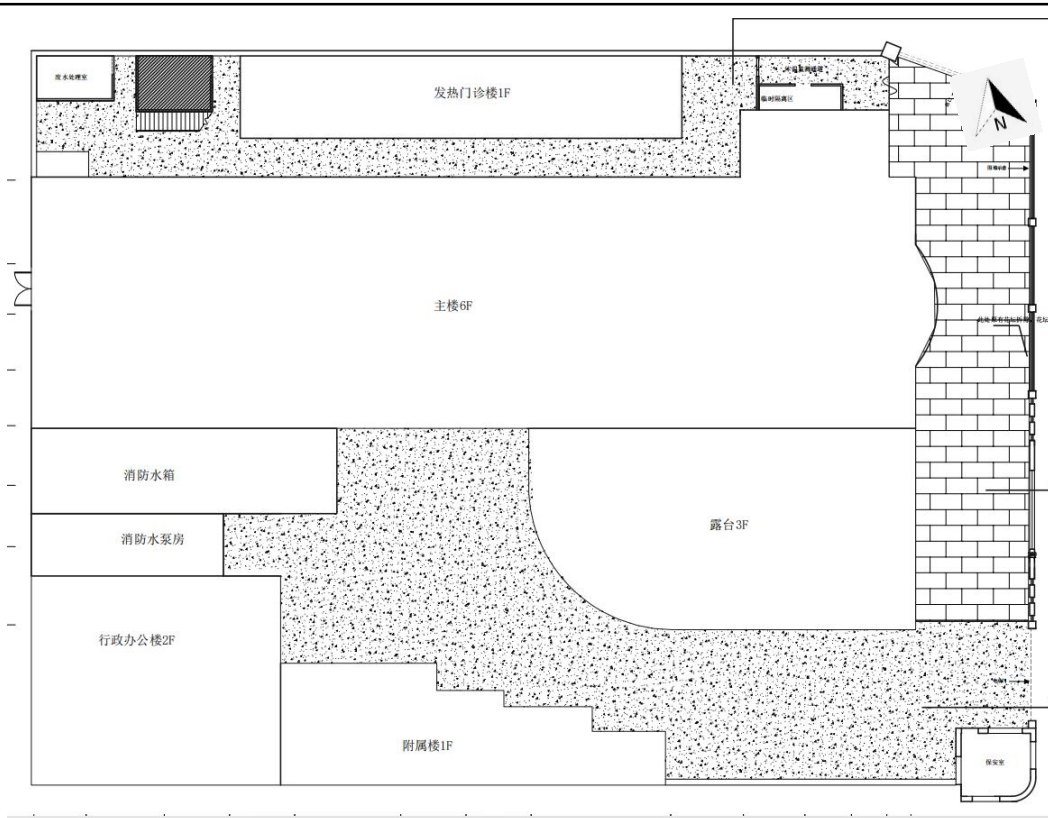 废水处理室
发热门诊楼1F
临时隔离区
N
主楼6F
消防水箱
消防水泵房
露台3F
行政办公楼2F
附属楼1F
保安室